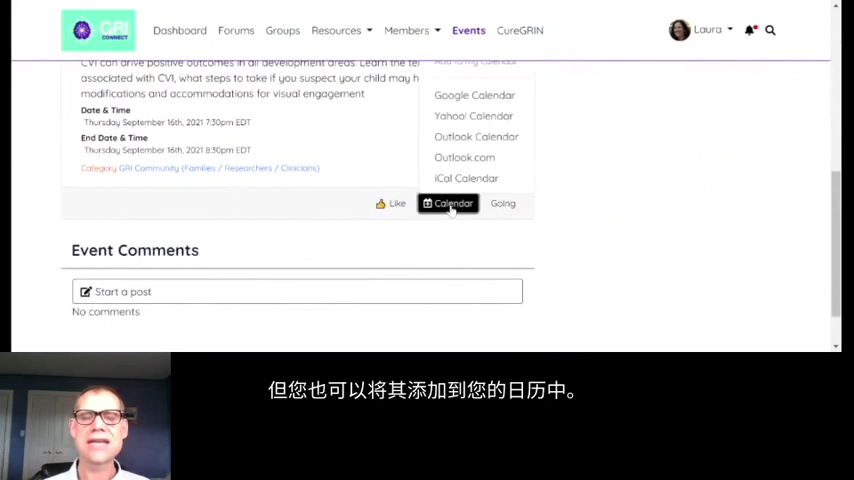 GRI
CONNECT
Dashboard Forums Groups Resources Members Events CureGRIN Laura
CVI can drive positive outcomes in all development areas. Learn the te
associated with CVI, what steps to take if you suspect your child may h
modifications and accommodations for visual engagement
Date & Time
Thursday September 16th, 2021 7:30pm EDT
End Date & Time
Thursday September 16th, 2021 8:30pm EDT
Category GRI Community (Families / Researchers / Clinicians)
Add to my calendar
Google Calendar
Yahoo! Calendar
Outlook Calendar
Outlook.com
iCal Calendar
Like Calendar Going
Event Comments
Start a post
No comments
但您也可以将其添加到您的日历中。